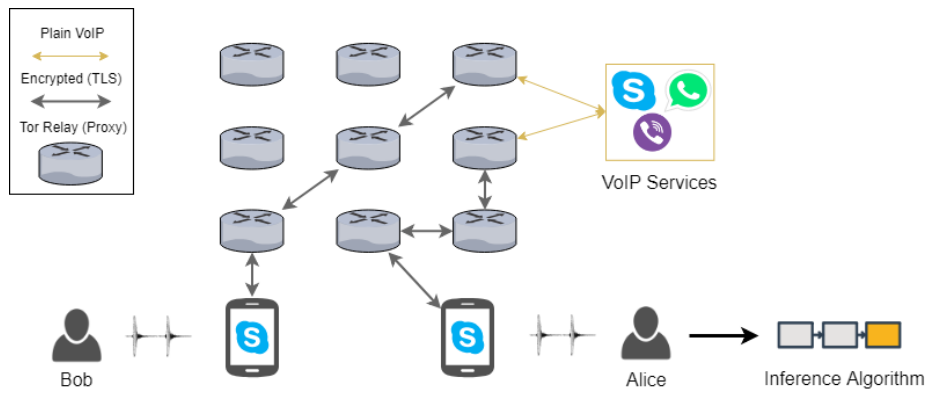 Plain VoIP
Encrypted (TLS)
Tor Relay (Proxy)
S
VoIP Services
S
S
Bob
Alice
Inference Algorithm